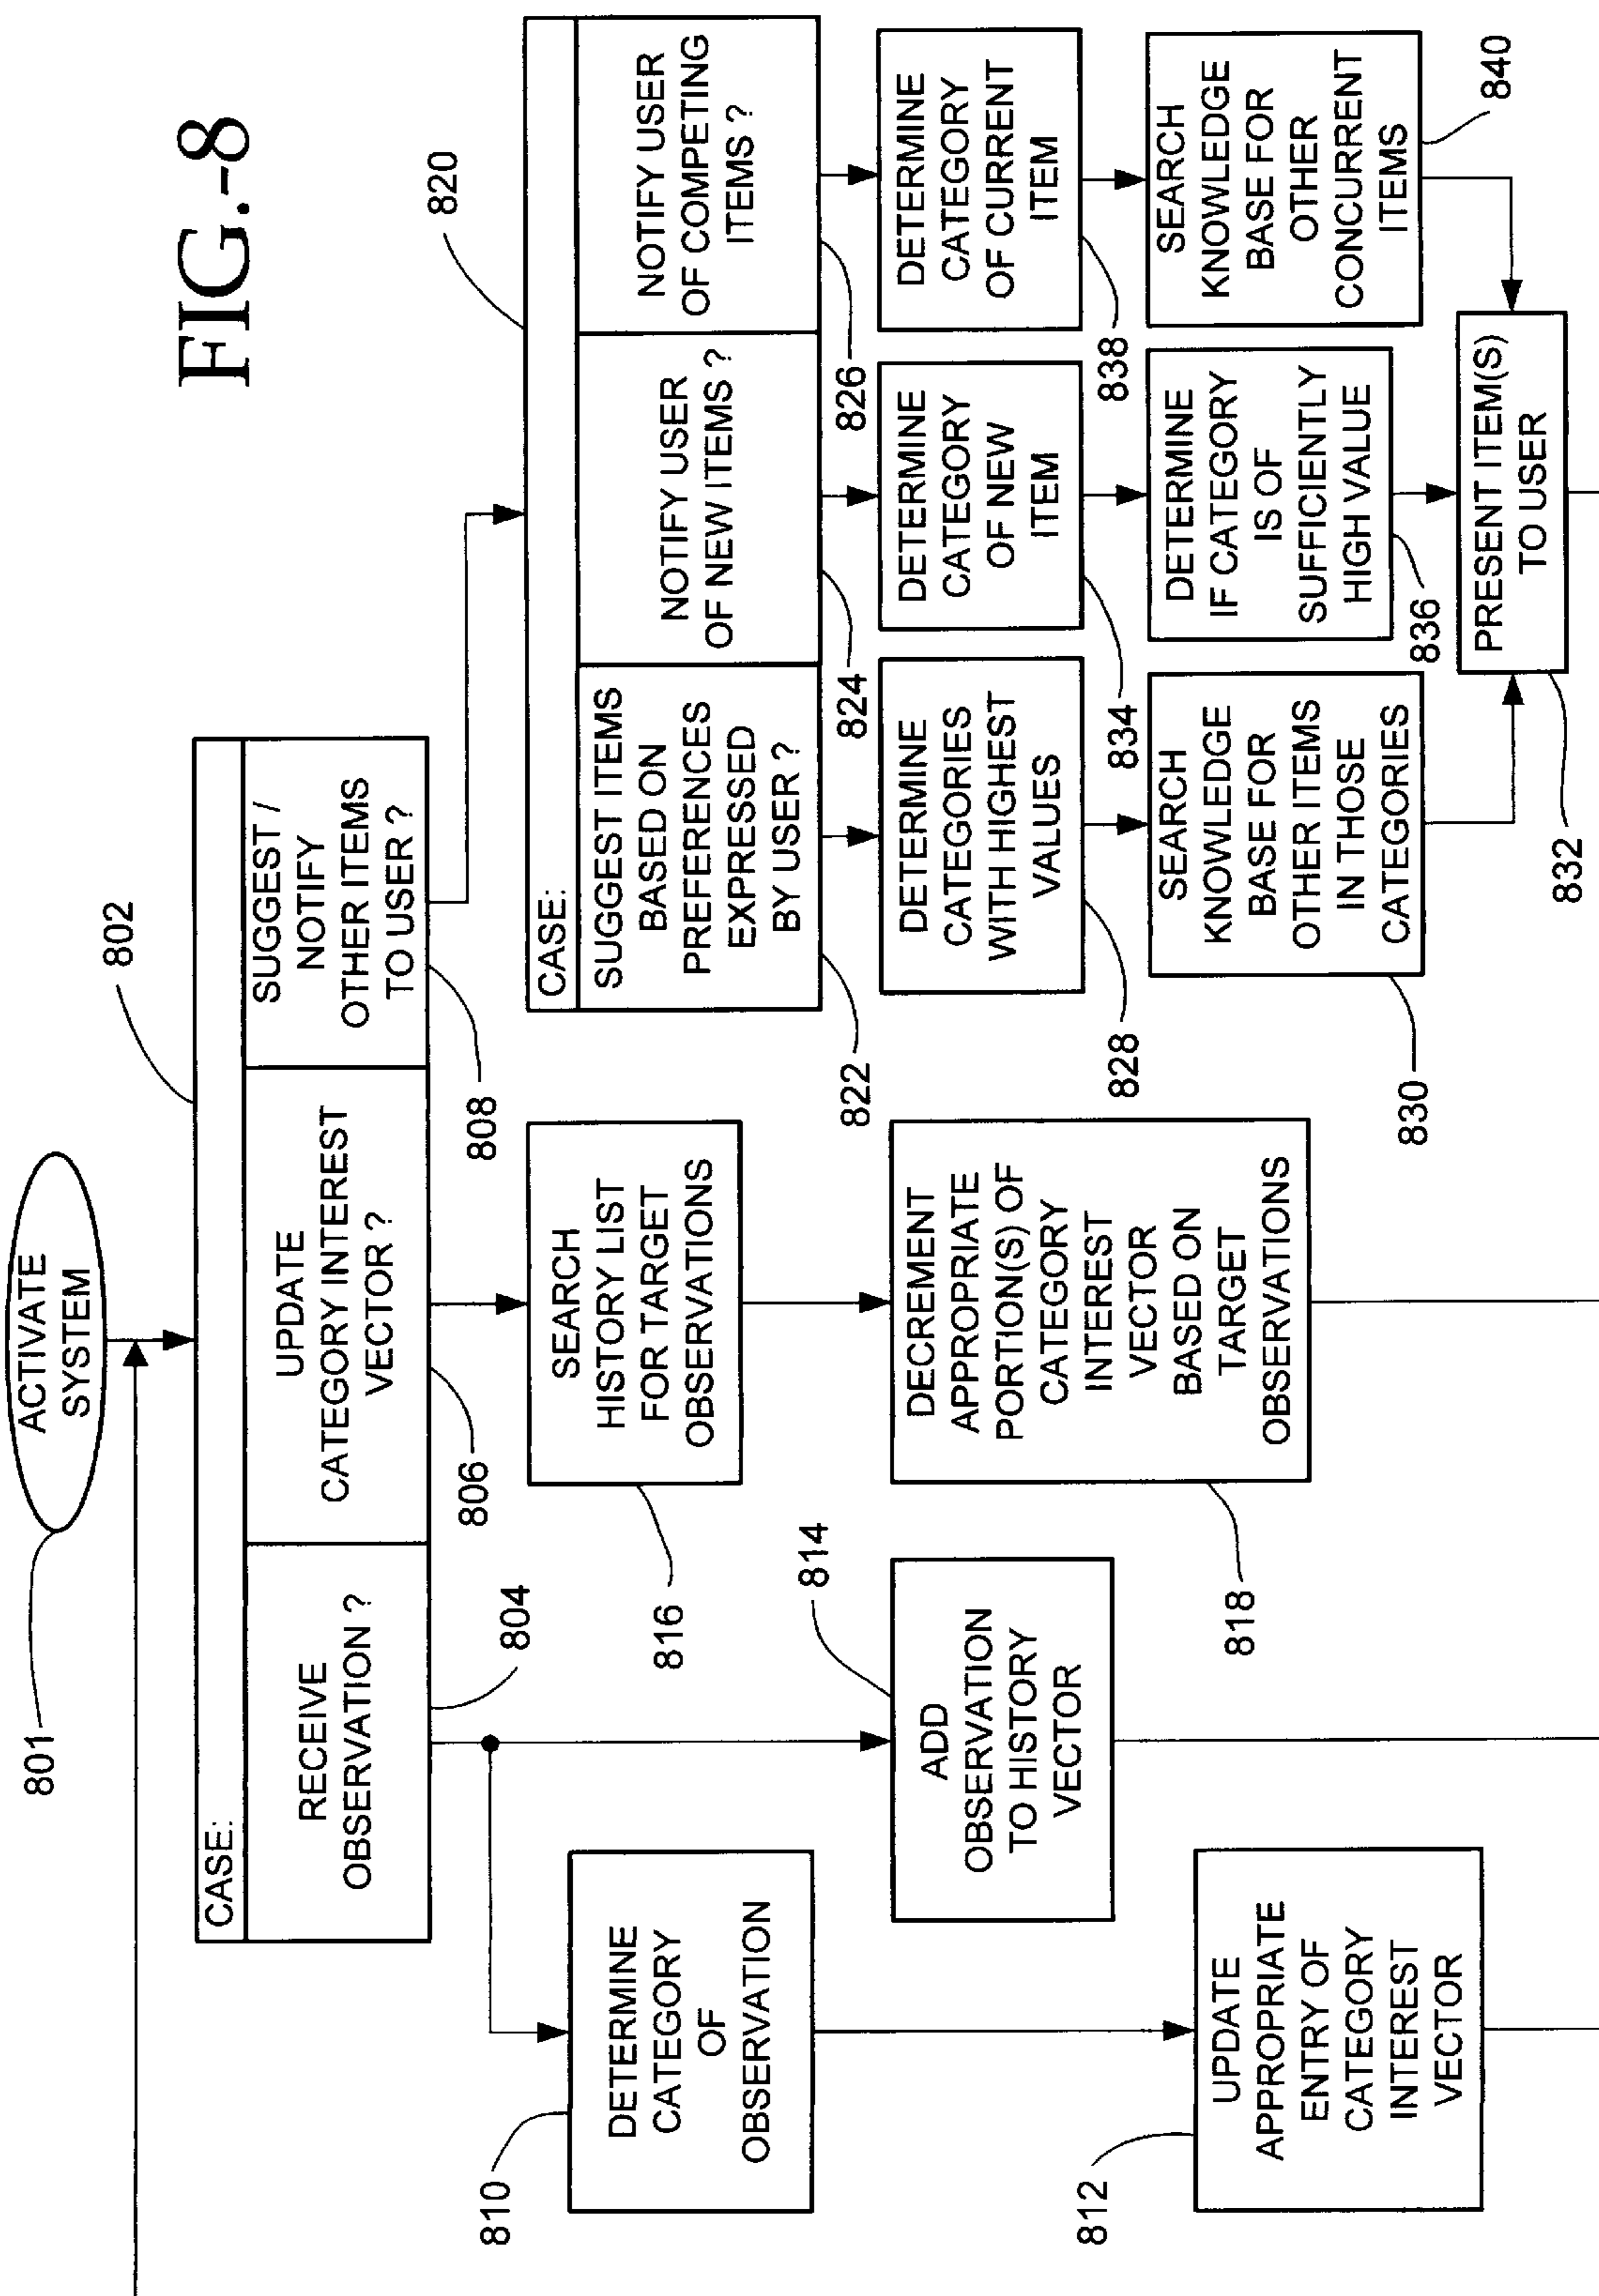 FIG.-8
ACTIVATE
SYSTEM
801
802
CASE:
RECEIVE
OBSERVATION ?
UPDATE
CATEGORY INTEREST
VECTOR ?
SUGGEST /
NOTIFY
OTHER ITEMS
TO USER ?
804
806
808
820
CASE:
SUGGEST ITEMS
BASED ON
PREFERENCES
EXPRESSED
BY USER ?
NOTIFY USER
OF NEW ITEMS ?
NOTIFY USER
OF COMPETING
ITEMS ?
822
824
826
810
DETERMINE
CATEGORY
OF
OBSERVATION
814
ADD
OBSERVATION
TO HISTORY
VECTOR
816
SEARCH
HISTORY LIST
FOR TARGET
OBSERVATIONS
DETERMINE
CATEGORIES
WITH HIGHEST
VALUES
828
DETERMINE
CATEGORY
OF NEW
ITEM
834
DETERMINE
CATEGORY
OF CURRENT
ITEM
838
812
UPDATE
APPROPRIATE
ENTRY OF
CATEGORY
INTEREST
VECTOR
818
DECREMENT
APPROPRIATE
PORTION(S) OF
CATEGORY
INTEREST
VECTOR
BASED ON
TARGET
OBSERVATIONS
SEARCH
KNOWLEDGE
BASE FOR
OTHER ITEMS
IN THOSE
CATEGORIES
830
DETERMINE
IF CATEGORY
IS OF
SUFFICIENTLY
HIGH VALUE
836
SEARCH
KNOWLEDGE
BASE FOR
OTHER
CONCURRENT
ITEMS
840
PRESENT ITEM(S)
TO USER
832